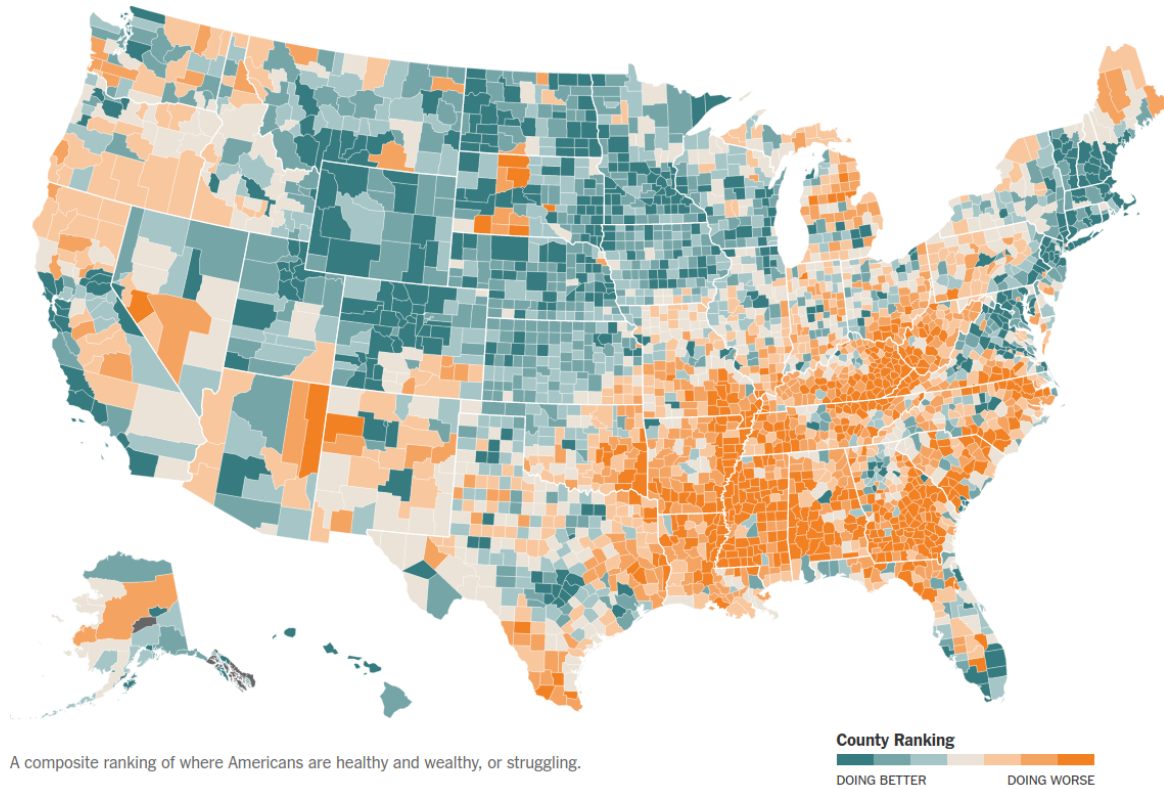 A composite ranking of where Americans are healthy and wealthy, or struggling.
County Ranking
DOING BETTER DOING WORSE